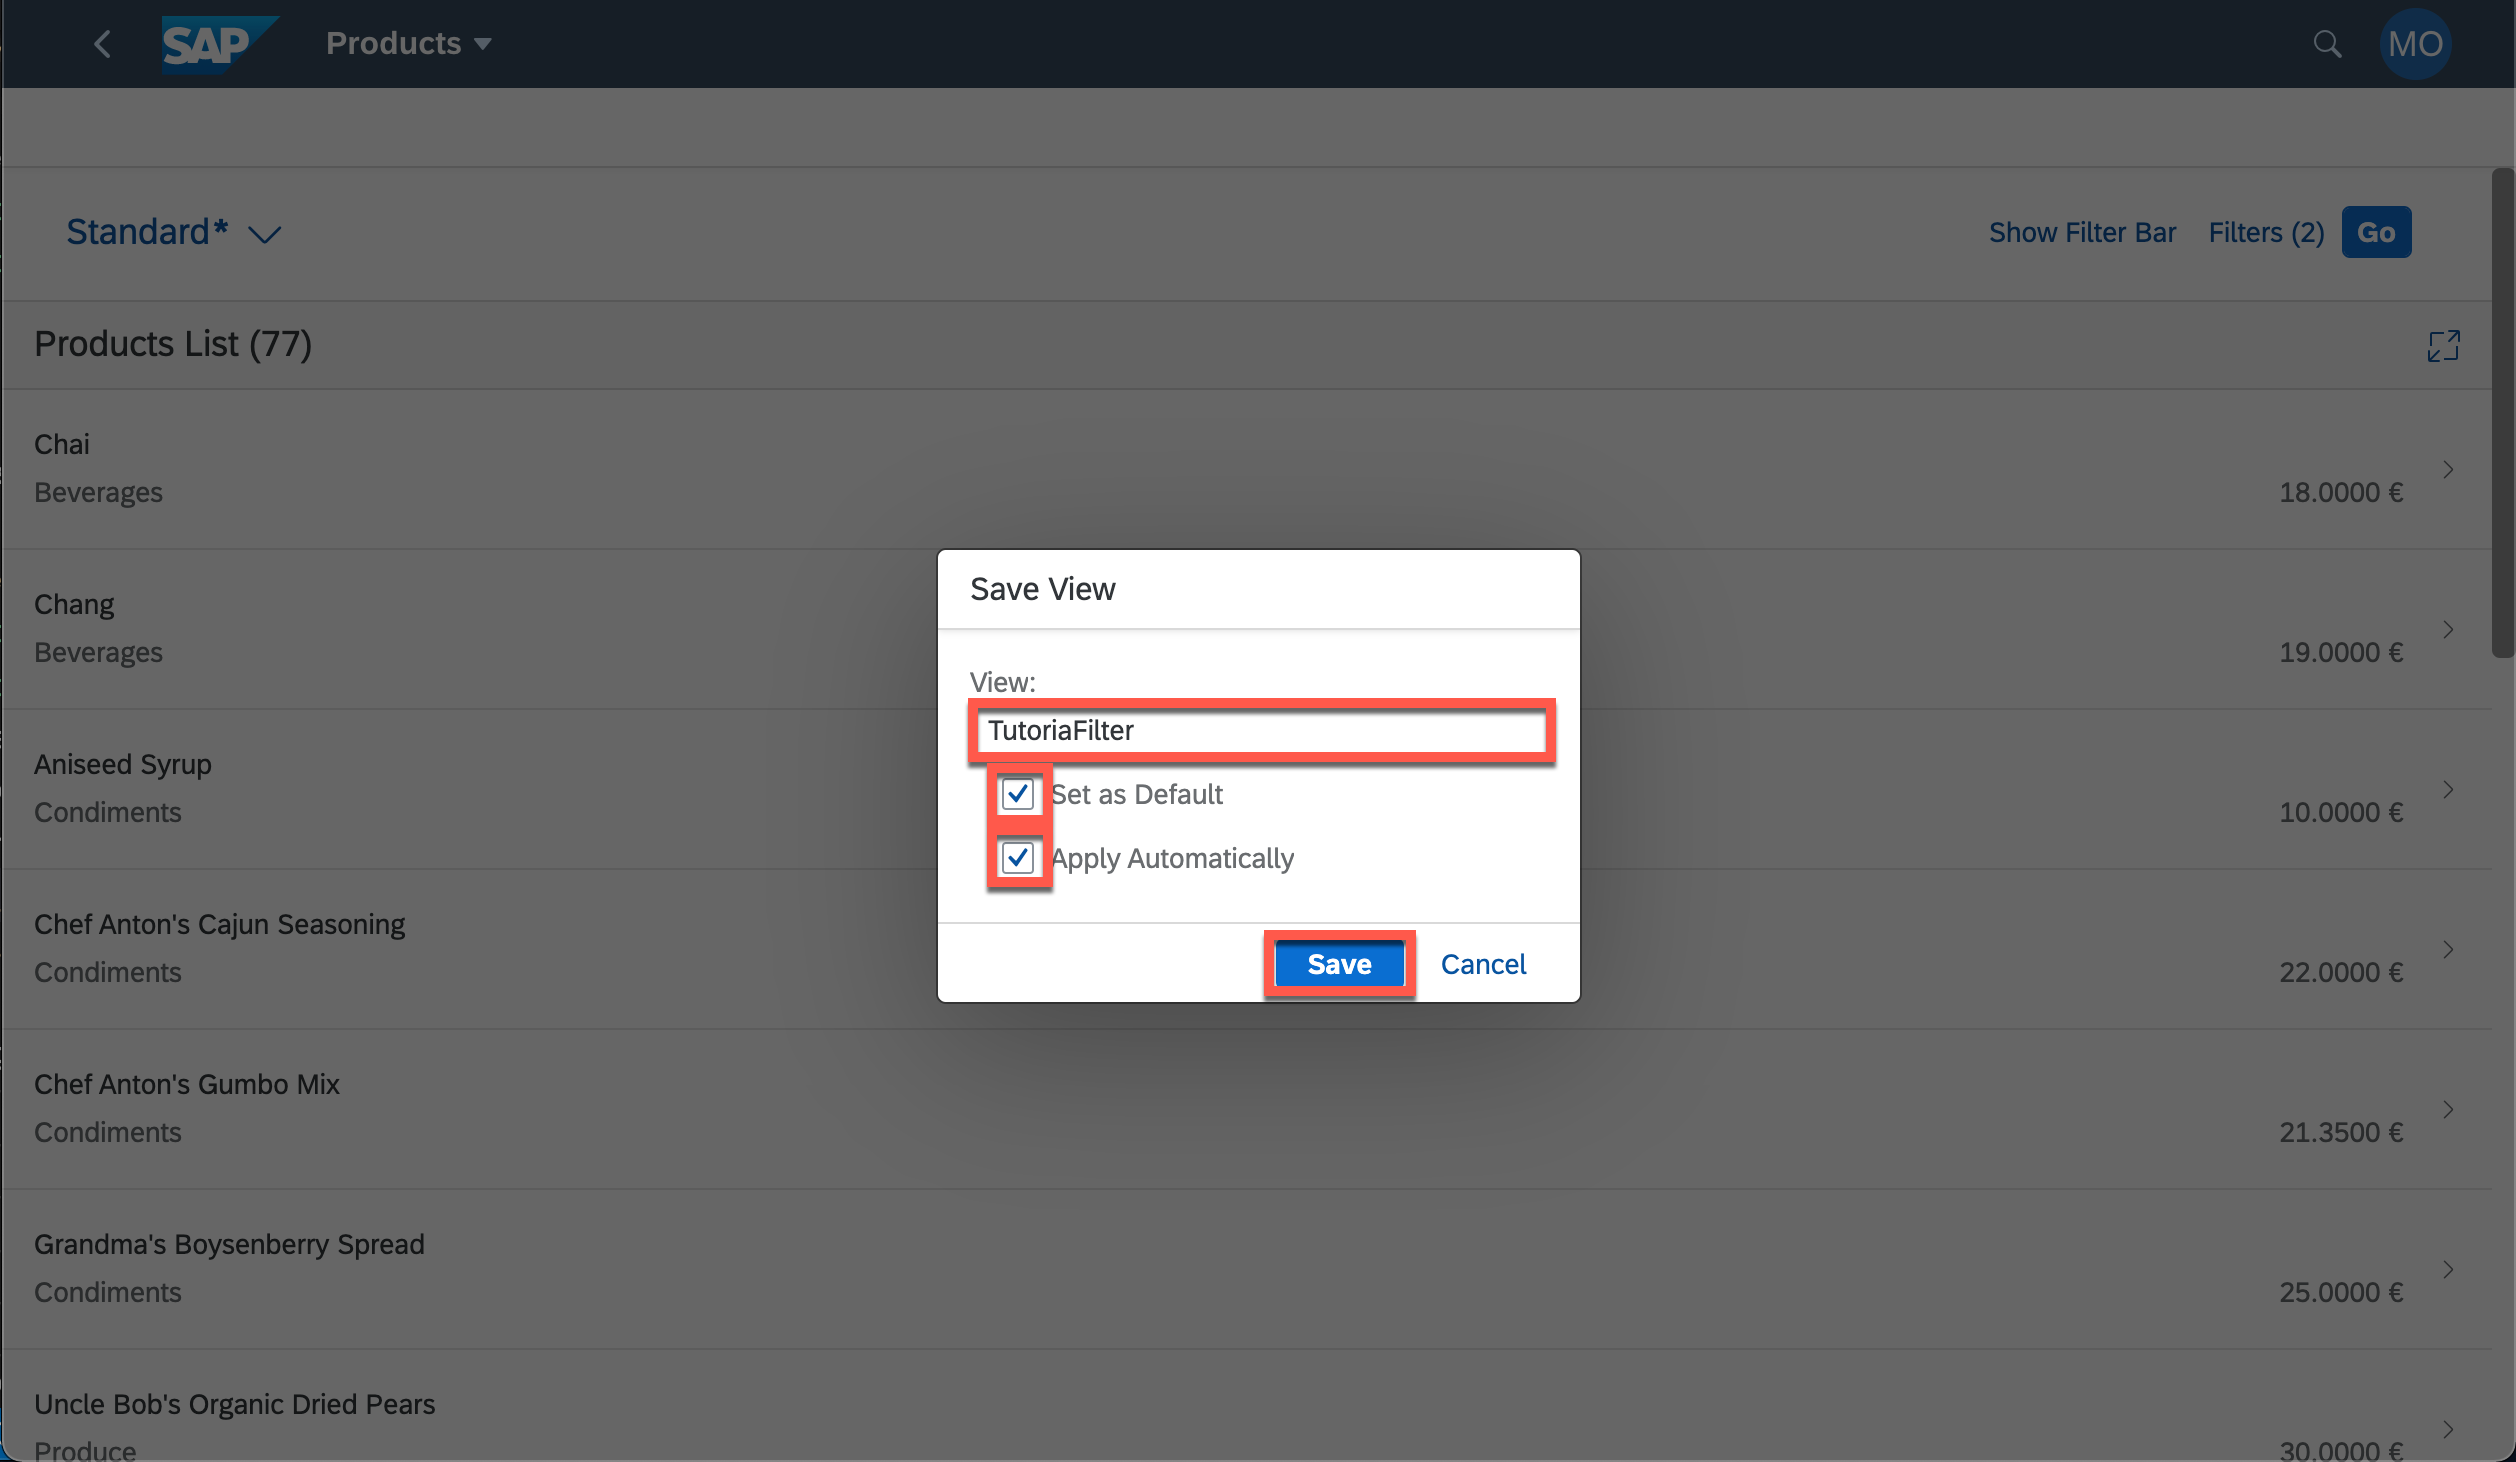 SAP Products MO
Standard* Show Filter Bar Filters (2) Go
Products List (77)
Chai
Beverages 18.0000 €
Chang
Beverages 19.0000 €
Aniseed Syrup
Condiments 10.0000 €
Chef Anton's Cajun Seasoning
Condiments 22.0000 €
Chef Anton's Gumbo Mix
Condiments 21.3500 €
Grandma's Boysenberry Spread
Condiments 25.0000 €
Uncle Bob's Organic Dried Pears
Produce 30.0000 €
Save View
View:
TutoriaFilter
Set as Default
Apply Automatically
Save Cancel